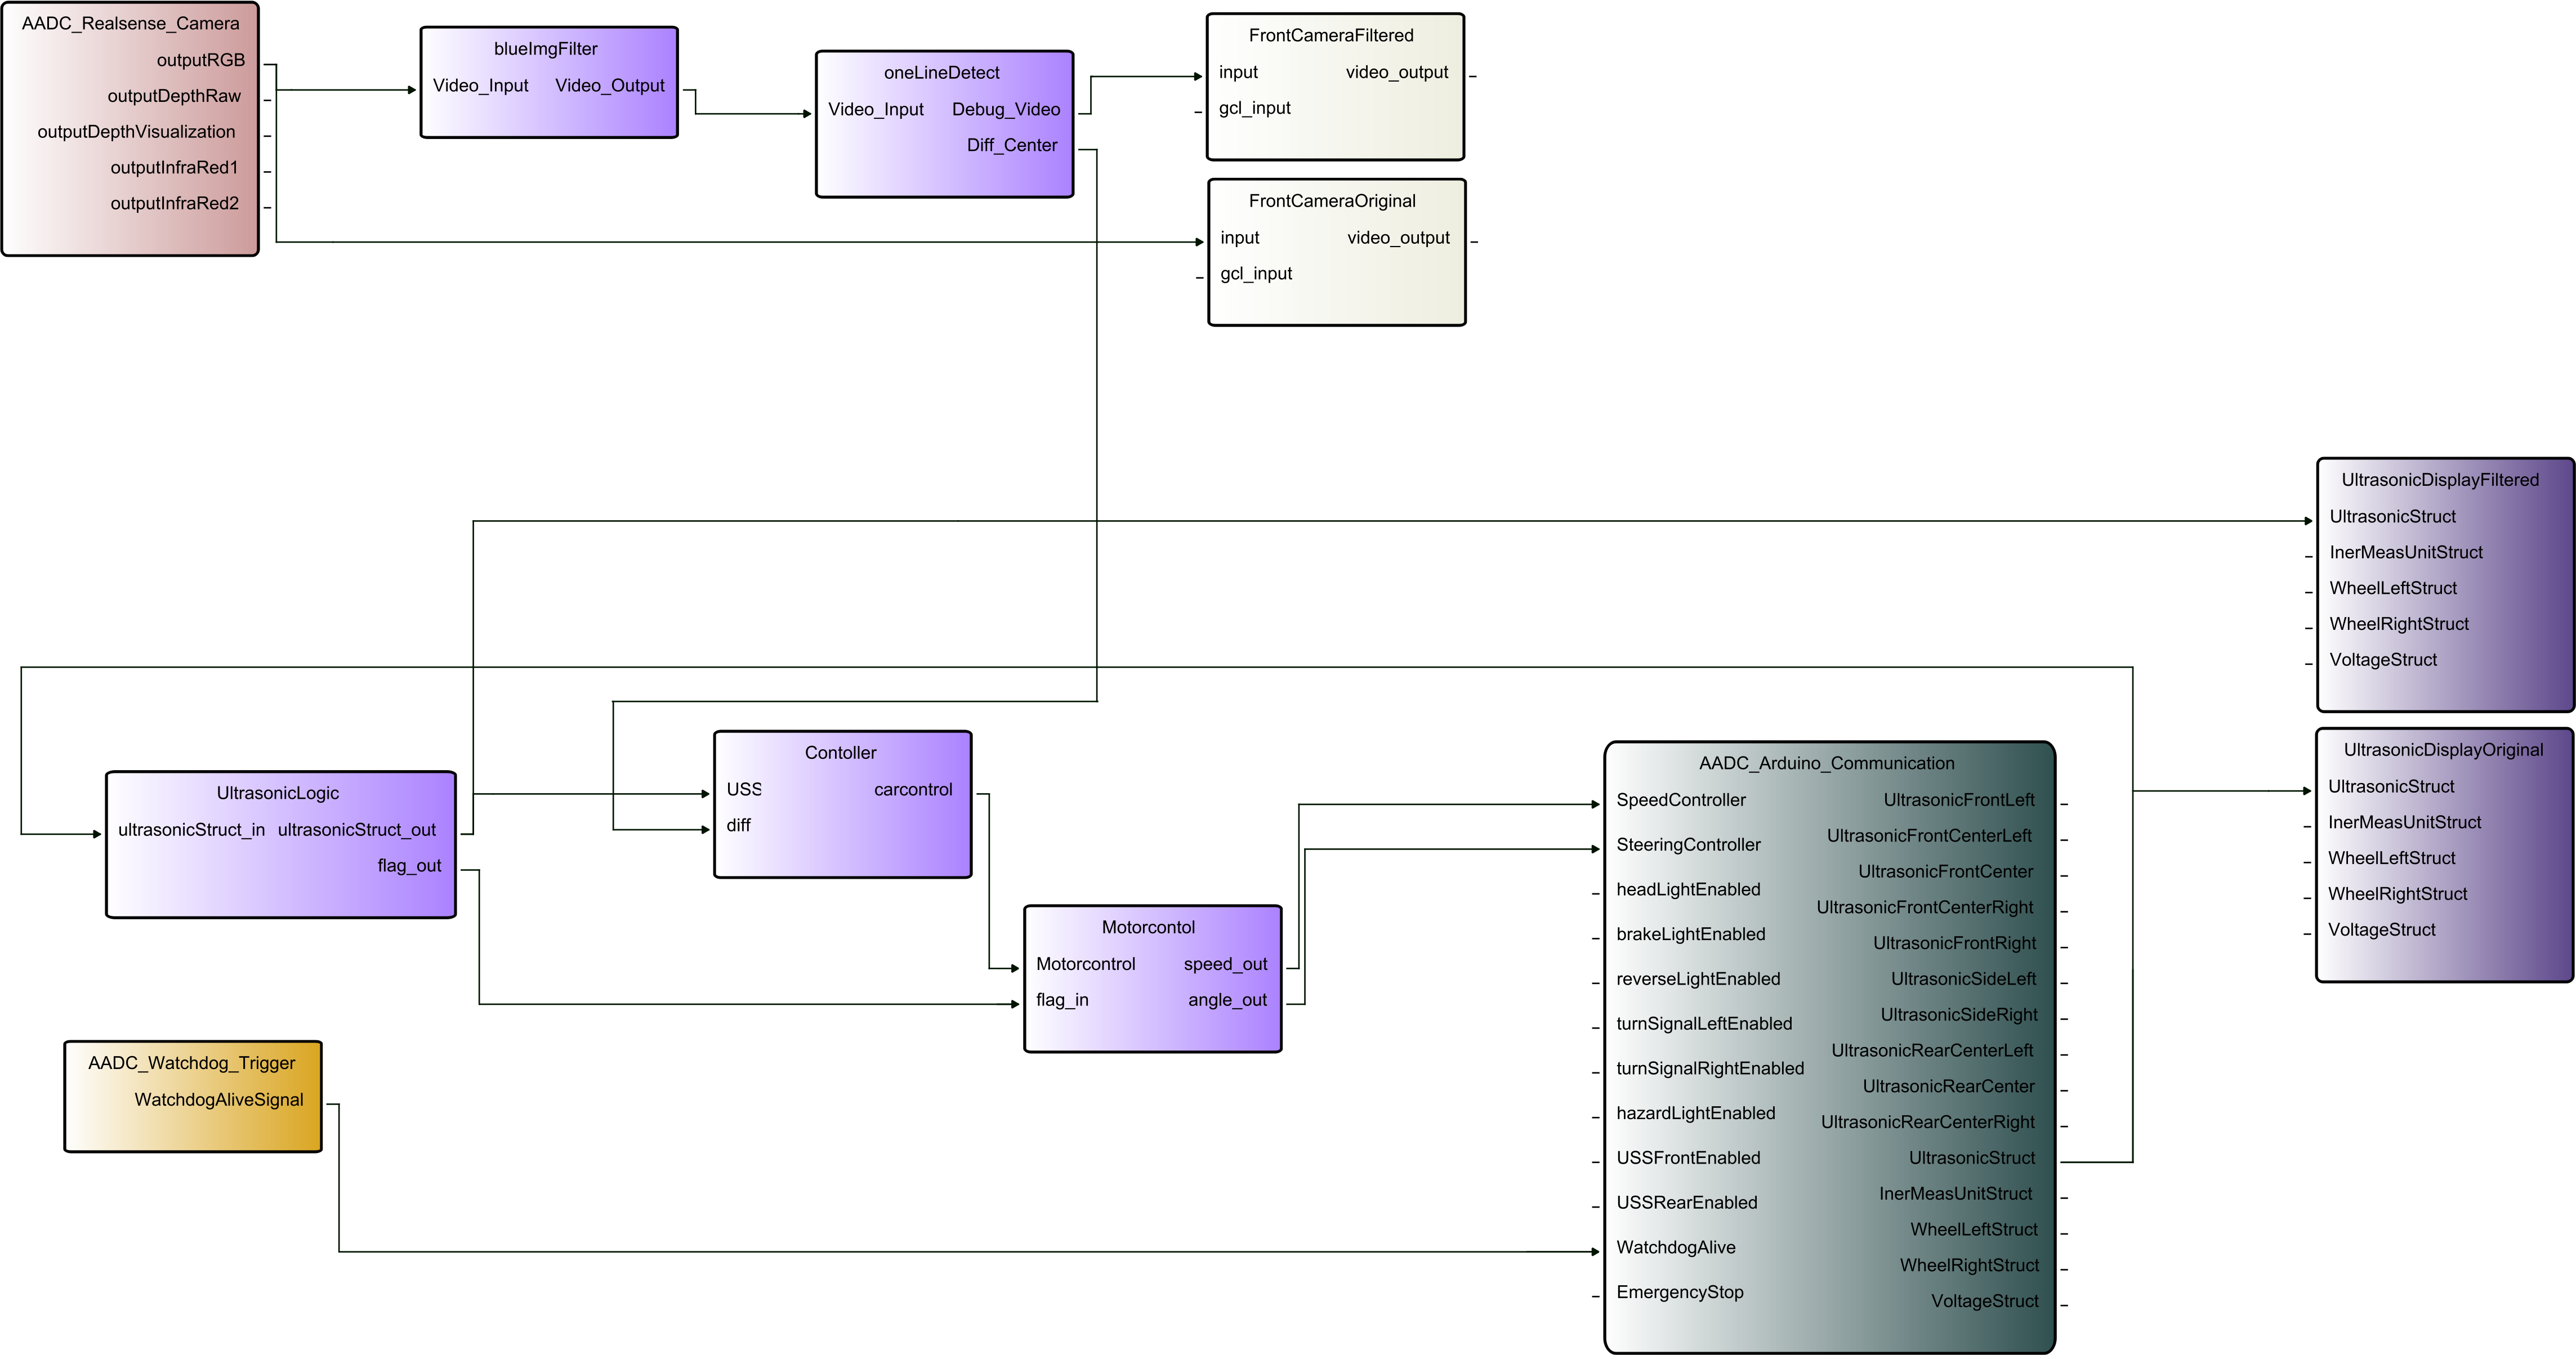 AADC_Realsense_Camera
outputRGB
outputDepthRaw
outputDepthVisualization
outputInfraRed1
outputInfraRed2
blueImgFilter
Video_Input Video_Output
oneLineDetect
Video_Input Debug_Video
Diff_Center
FrontCameraFiltered
input video_output
gcl_input
FrontCameraOriginal
input video_output
gcl_input
UltrasonicDisplayFiltered
UltrasonicStruct
InerMeasUnitStruct
WheelLeftStruct
WheelRightStruct
VoltageStruct
UltrasonicLogic
ultrasonicStruct_in ultrasonicStruct_out
flag_out
Contoller
USS carcontrol
diff
Motorcontol
Motorcontrol speed_out
flag_in angle_out
AADC_Watchdog_Trigger
WatchdogAliveSignal
AADC_Arduino_Communication
SpeedController
SteeringController
headLightEnabled
brakeLightEnabled
reverseLightEnabled
turnSignalLeftEnabled
turnSignalRightEnabled
hazardLightEnabled
USSFrontEnabled
USSRearEnabled
WatchdogAlive
EmergencyStop
UltrasonicFrontLeft
UltrasonicFrontCenterLeft
UltrasonicFrontCenter
UltrasonicFrontCenterRight
UltrasonicFrontRight
UltrasonicSideLeft
UltrasonicSideRight
UltrasonicRearCenterLeft
UltrasonicRearCenter
UltrasonicRearCenterRight
UltrasonicStruct
InerMeasUnitStruct
WheelLeftStruct
WheelRightStruct
VoltageStruct
UltrasonicDisplayOriginal
UltrasonicStruct
InerMeasUnitStruct
WheelLeftStruct
WheelRightStruct
VoltageStruct